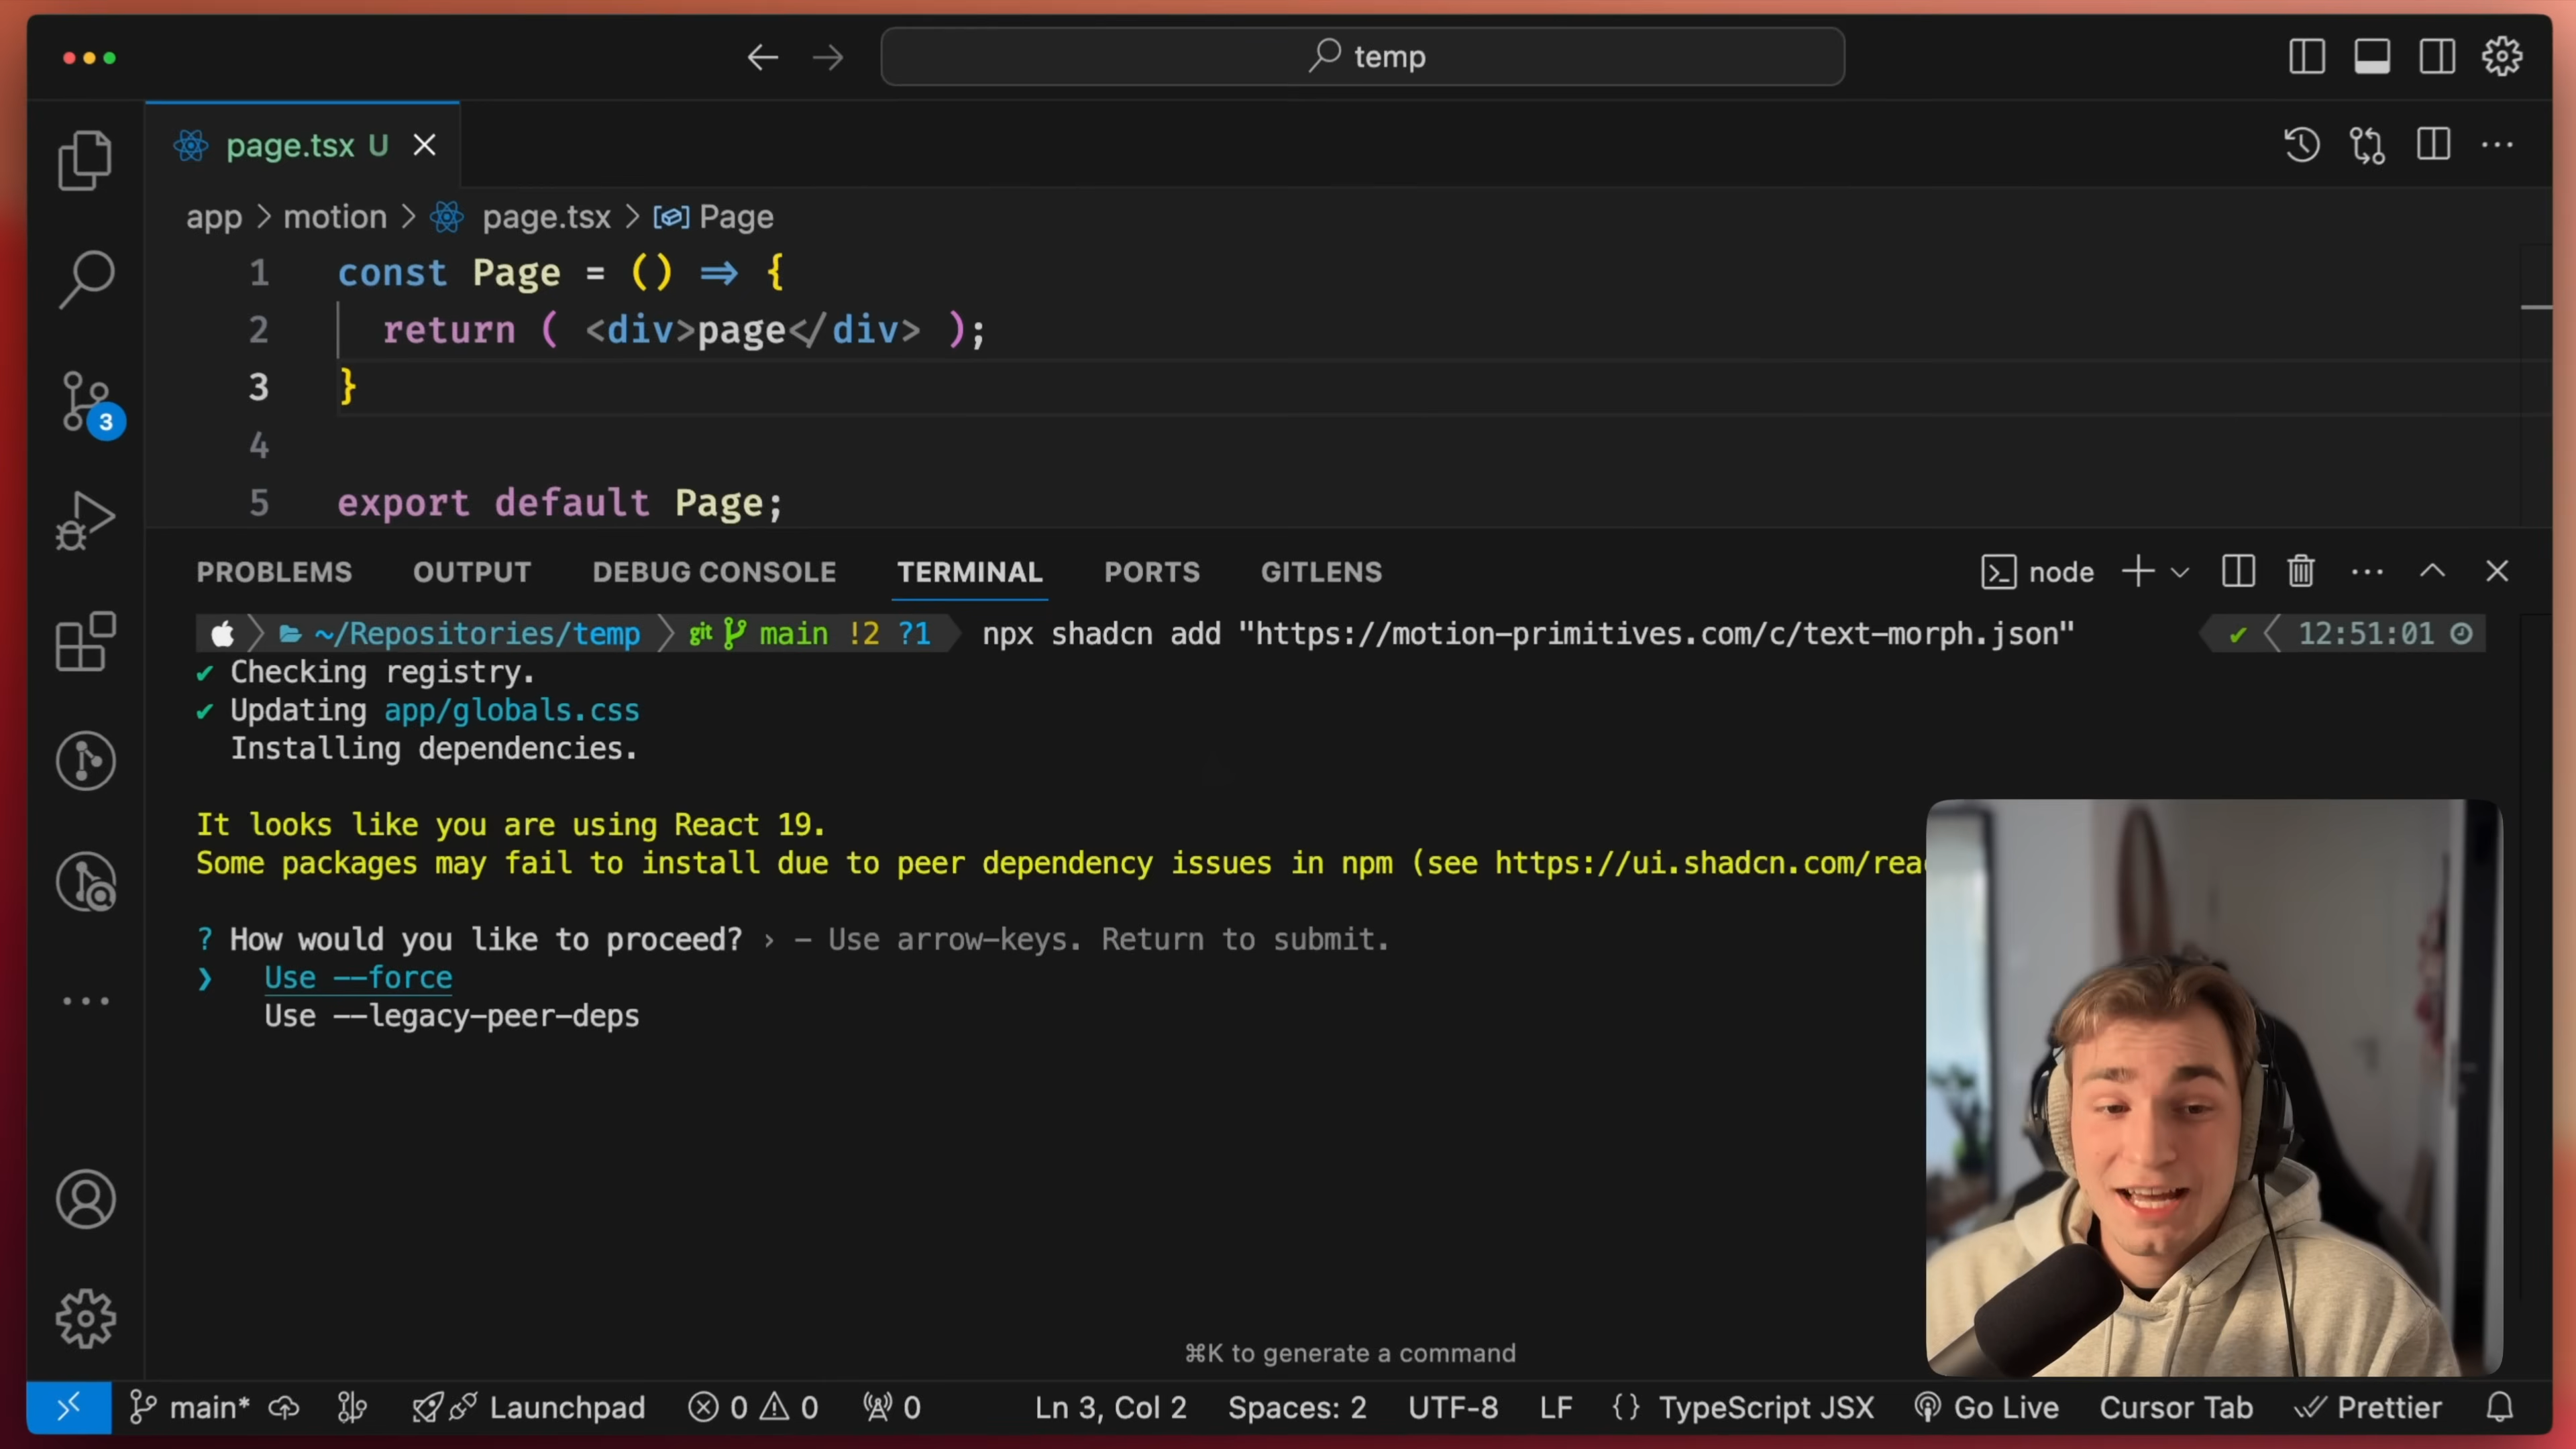 temp
page.tsx U
app > motion > page.tsx > Page
1 const Page = () => {
2 return ( <div>page</div> );
3 }
4
5 export default Page;
PROBLEMS OUTPUT DEBUG CONSOLE TERMINAL PORTS GITLENS node
~/Repositories/temp git main !2 ?1 npx shadcn add "https://motion-primitives.com/c/text-morph.json" ✔ 12:51:01
✔ Checking registry.
✔ Updating app/globals.css
Installing dependencies.
It looks like you are using React 19.
Some packages may fail to install due to peer dependency issues in npm (see https://ui.shadcn.com/reac
? How would you like to proceed? › - Use arrow-keys. Return to submit.
❯ Use --force
Use --legacy-peer-deps
3
⌘K to generate a command
main* Launchpad 0 0 0 Ln 3, Col 2 Spaces: 2 UTF-8 LF {} TypeScript JSX Go Live Cursor Tab Prettier